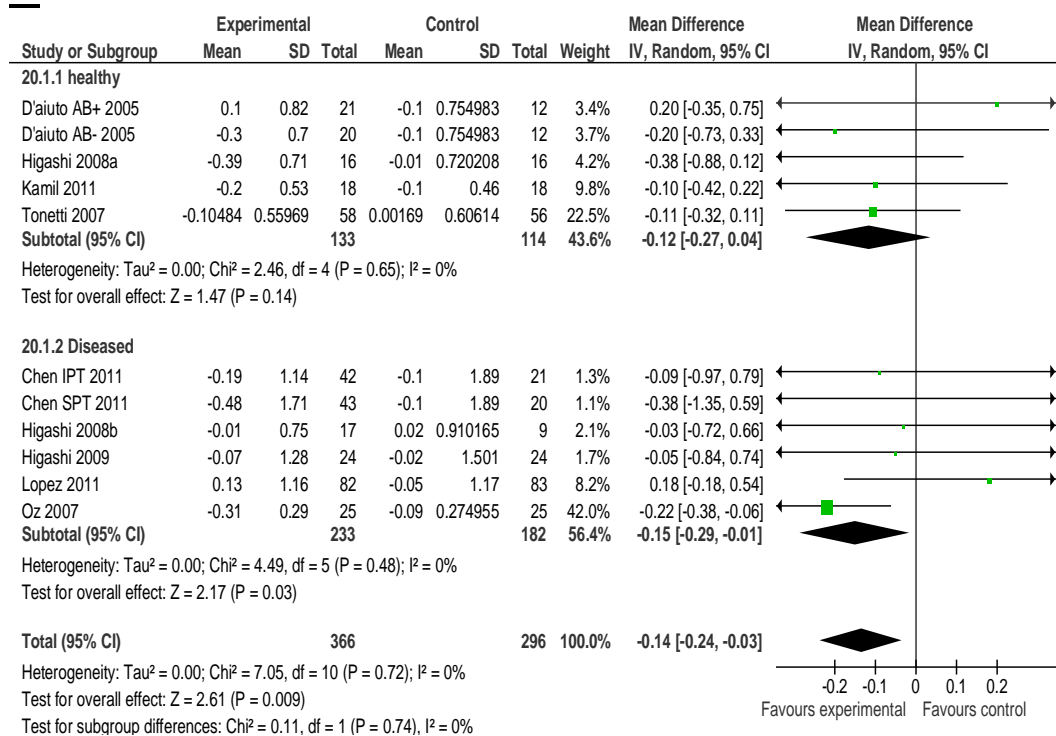 Experimental Control Mean Difference Mean Difference
Study or Subgroup Mean SD Total Mean SD Total Weight IV, Random, 95% CI IV, Random, 95% CI
20.1.1 healthy
D'aiuto AB+ 2005 0.1 0.82 21 -0.1 0.754983 12 3.4% 0.20 [-0.35, 0.75]
D'aiuto AB- 2005 -0.3 0.7 20 -0.1 0.754983 12 3.7% -0.20 [-0.73, 0.33]
Higashi 2008a -0.39 0.71 16 -0.01 0.720208 16 4.2% -0.38 [-0.88, 0.12]
Kamil 2011 -0.2 0.53 18 -0.1 0.46 18 9.8% -0.10 [-0.42, 0.22]
Tonetti 2007 -0.10484 0.55969 58 0.00169 0.60614 56 22.5% -0.11 [-0.32, 0.11]
Subtotal (95% CI) 133 114 43.6% -0.12 [-0.27, 0.04]
Heterogeneity: Tau² = 0.00; Chi² = 2.46, df = 4 (P = 0.65); I² = 0%
Test for overall effect: Z = 1.47 (P = 0.14)
20.1.2 Diseased
Chen IPT 2011 -0.19 1.14 42 -0.1 1.89 21 1.3% -0.09 [-0.97, 0.79]
Chen SPT 2011 -0.48 1.71 43 -0.1 1.89 20 1.1% -0.38 [-1.35, 0.59]
Higashi 2008b -0.01 0.75 17 0.02 0.910165 9 2.1% -0.03 [-0.72, 0.66]
Higashi 2009 -0.07 1.28 24 -0.02 1.501 24 1.7% -0.05 [-0.84, 0.74]
Lopez 2011 0.13 1.16 82 -0.05 1.17 83 8.2% 0.18 [-0.18, 0.54]
Oz 2007 -0.31 0.29 25 -0.09 0.274955 25 42.0% -0.22 [-0.38, -0.06]
Subtotal (95% CI) 233 182 56.4% -0.15 [-0.29, -0.01]
Heterogeneity: Tau² = 0.00; Chi² = 4.49, df = 5 (P = 0.48); I² = 0%
Test for overall effect: Z = 2.17 (P = 0.03)
Total (95% CI) 366 296 100.0% -0.14 [-0.24, -0.03]
Heterogeneity: Tau² = 0.00; Chi² = 7.05, df = 10 (P = 0.72); I² = 0%
Test for overall effect: Z = 2.61 (P = 0.009)
Test for subgroup differences: Chi² = 0.11, df = 1 (P = 0.74), I² = 0%
-0.2 -0.1 0 0.1 0.2
Favours experimental Favours control